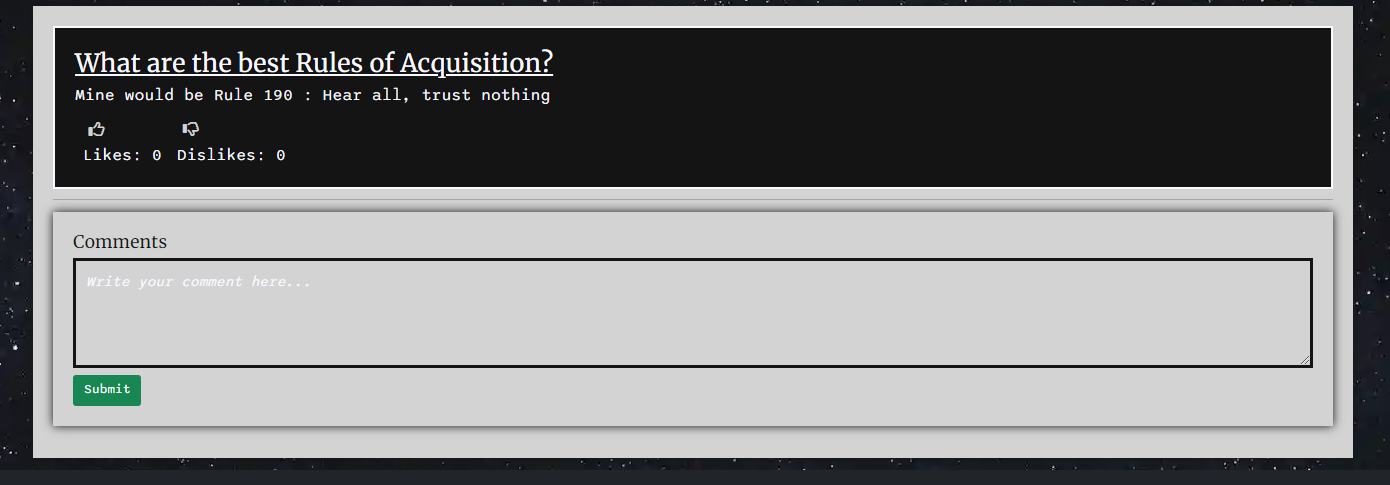 What are the best Rules of Acquisition?
Mine would be Rule 190 : Hear all, trust nothing
Likes: 0 Dislikes: 0
Comments
Write your comment here...
Submit